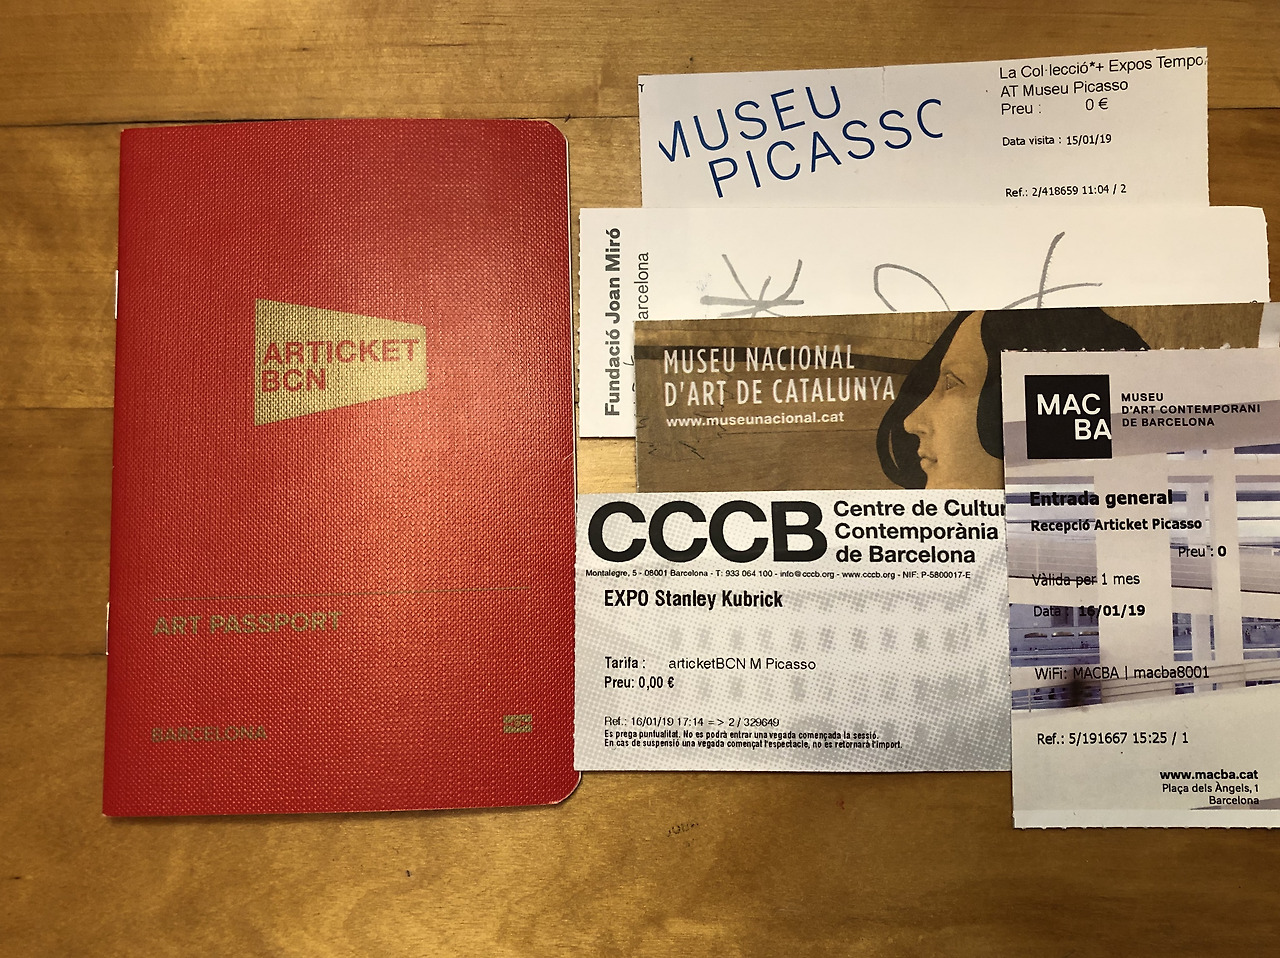 ARTICKET
BCN
ART PASSPORT
BARCELONA
MUSEU
PICASSO
La Col·lecció*+ Expos Tempo
AT Museu Picasso
Preu : 0 €
Data visita : 15/01/19
Ref.: 2/418659 11:04 / 2
Fundació Joan Miró
arcelona
MUSEU NACIONAL
D'ART DE CATALUNYA
www.museunacional.cat
CCCB
Centre de Cultur
Contemporània
de Barcelona
Montalegre, 5 - 08001 Barcelona - T: 933 064 100 - info@cccb.org - www.cccb.org - NIF: P-5800017-E
EXPO Stanley Kubrick
Tarifa : articketBCN M Picasso
Preu: 0,00 €
Ref.: 16/01/19 17:14 => 2 / 329649
Es prega puntualitat. No es podrà entrar una vegada començada la sessió.
En cas de suspensió una vegada començat l'espectacle, no es retornarà l'import.
MAC
BA
MUSEU
D'ART CONTEMPORANI
DE BARCELONA
Entrada general
Recepció Articket Picasso
Preu : 0
Vàlida per 1 mes
Data : 16/01/19
WiFi: MACBA | macba8001
Ref.: 5/191667 15:25 / 1
www.macba.cat
Plaça dels Àngels, 1
Barcelona